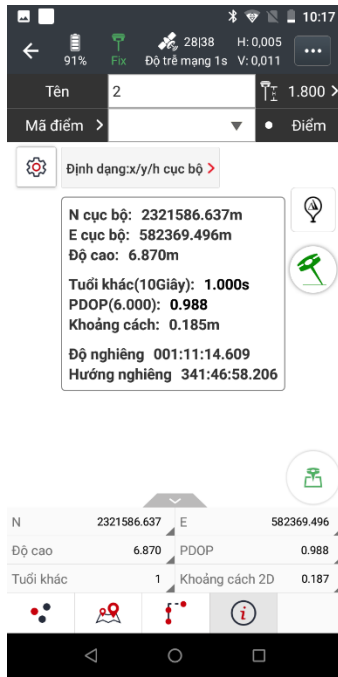 10:17
28|38 H: 0,005
91% Fix Độ trễ mạng 1s V: 0,011
Tên 2 1.800 >
Mã điểm > Điểm
Định dạng:x/y/h cục bộ >
N cục bộ: 2321586.637m
E cục bộ: 582369.496m
Độ cao: 6.870m
Tuổi khác(10Giây): 1.000s
PDOP(6.000): 0.988
Khoảng cách: 0.185m
Độ nghiêng 001:11:14.609
Hướng nghiêng 341:46:58.206
N 2321586.637 E 582369.496
Độ cao 6.870 PDOP 0.988
Tuổi khác 1 Khoảng cách 2D 0.187